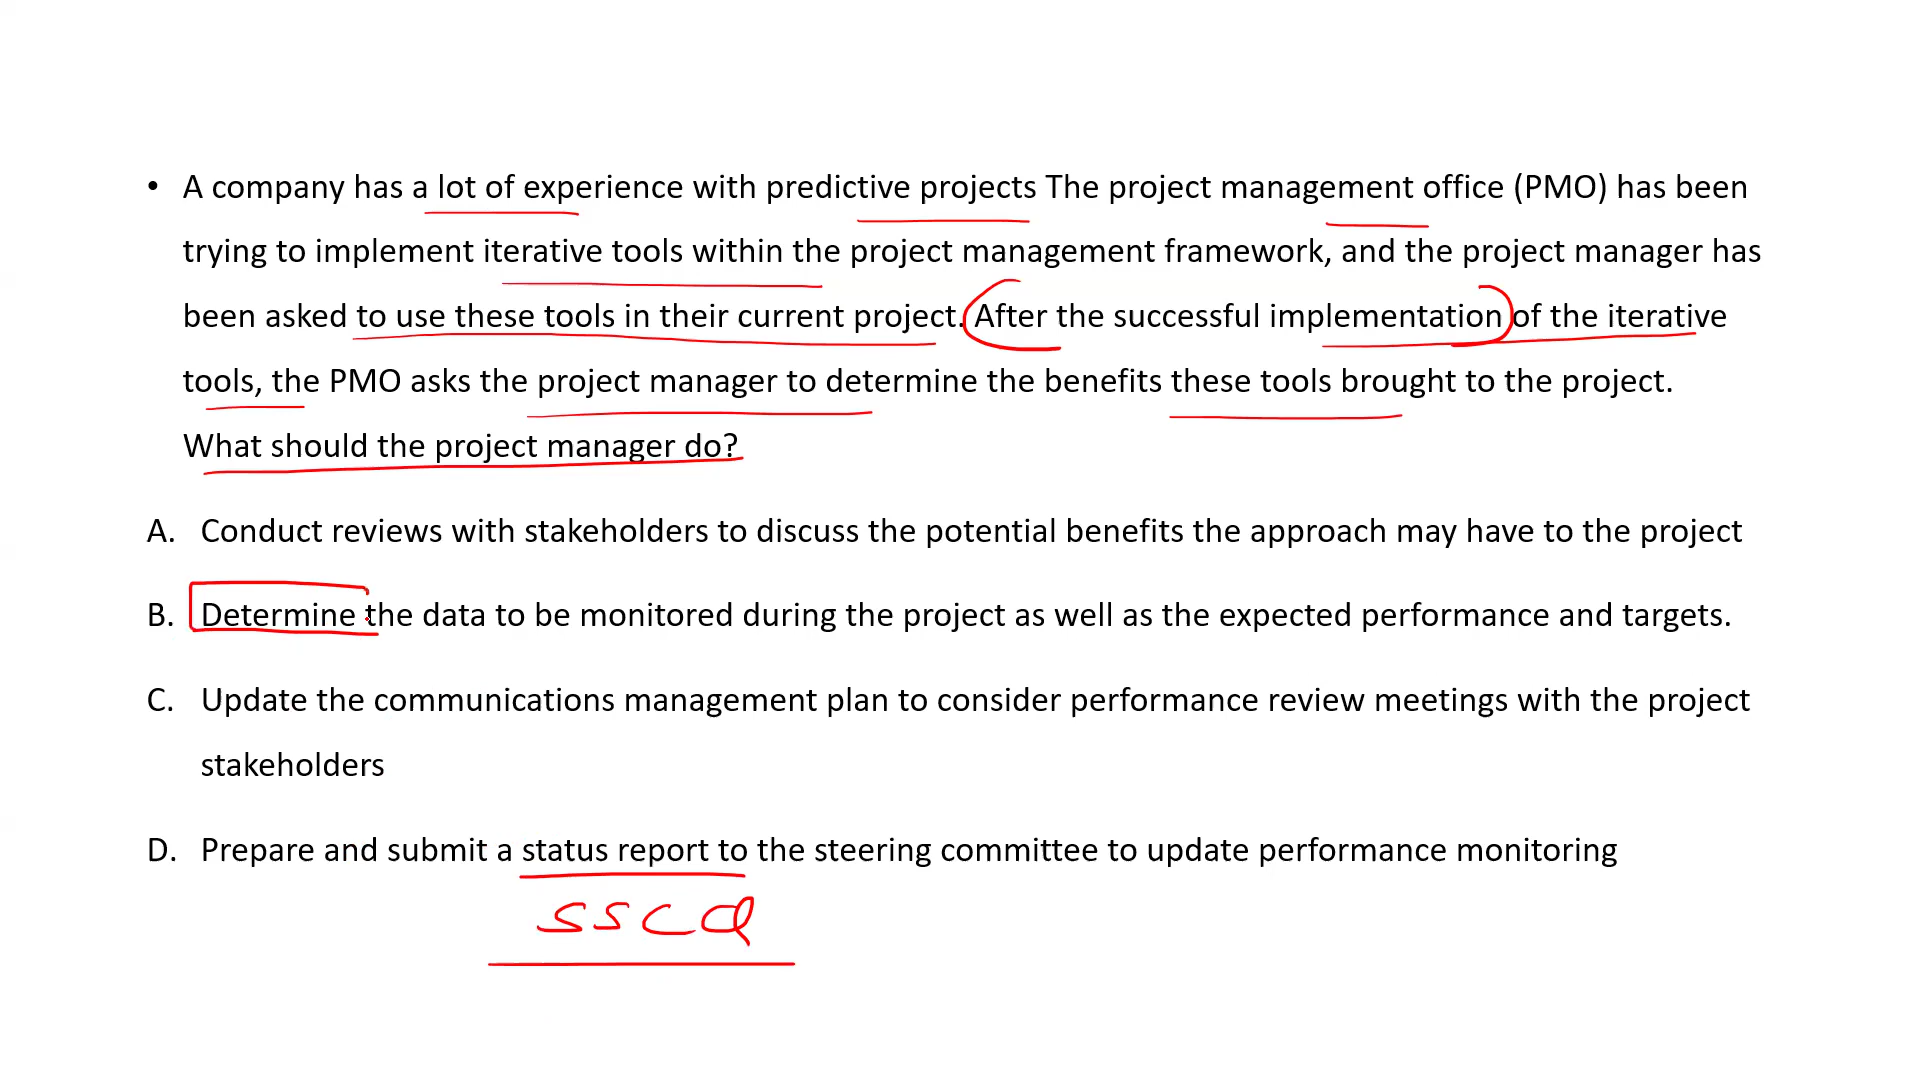 • A company has a lot of experience with predictive projects The project management office (PMO) has been
trying to implement iterative tools within the project management framework, and the project manager has
been asked to use these tools in their current project. After the successful implementation of the iterative
tools, the PMO asks the project manager to determine the benefits these tools brought to the project.
What should the project manager do?
A. Conduct reviews with stakeholders to discuss the potential benefits the approach may have to the project
B. Determine the data to be monitored during the project as well as the expected performance and targets.
C. Update the communications management plan to consider performance review meetings with the project
stakeholders
D. Prepare and submit a status report to the steering committee to update performance monitoring
SSCQ